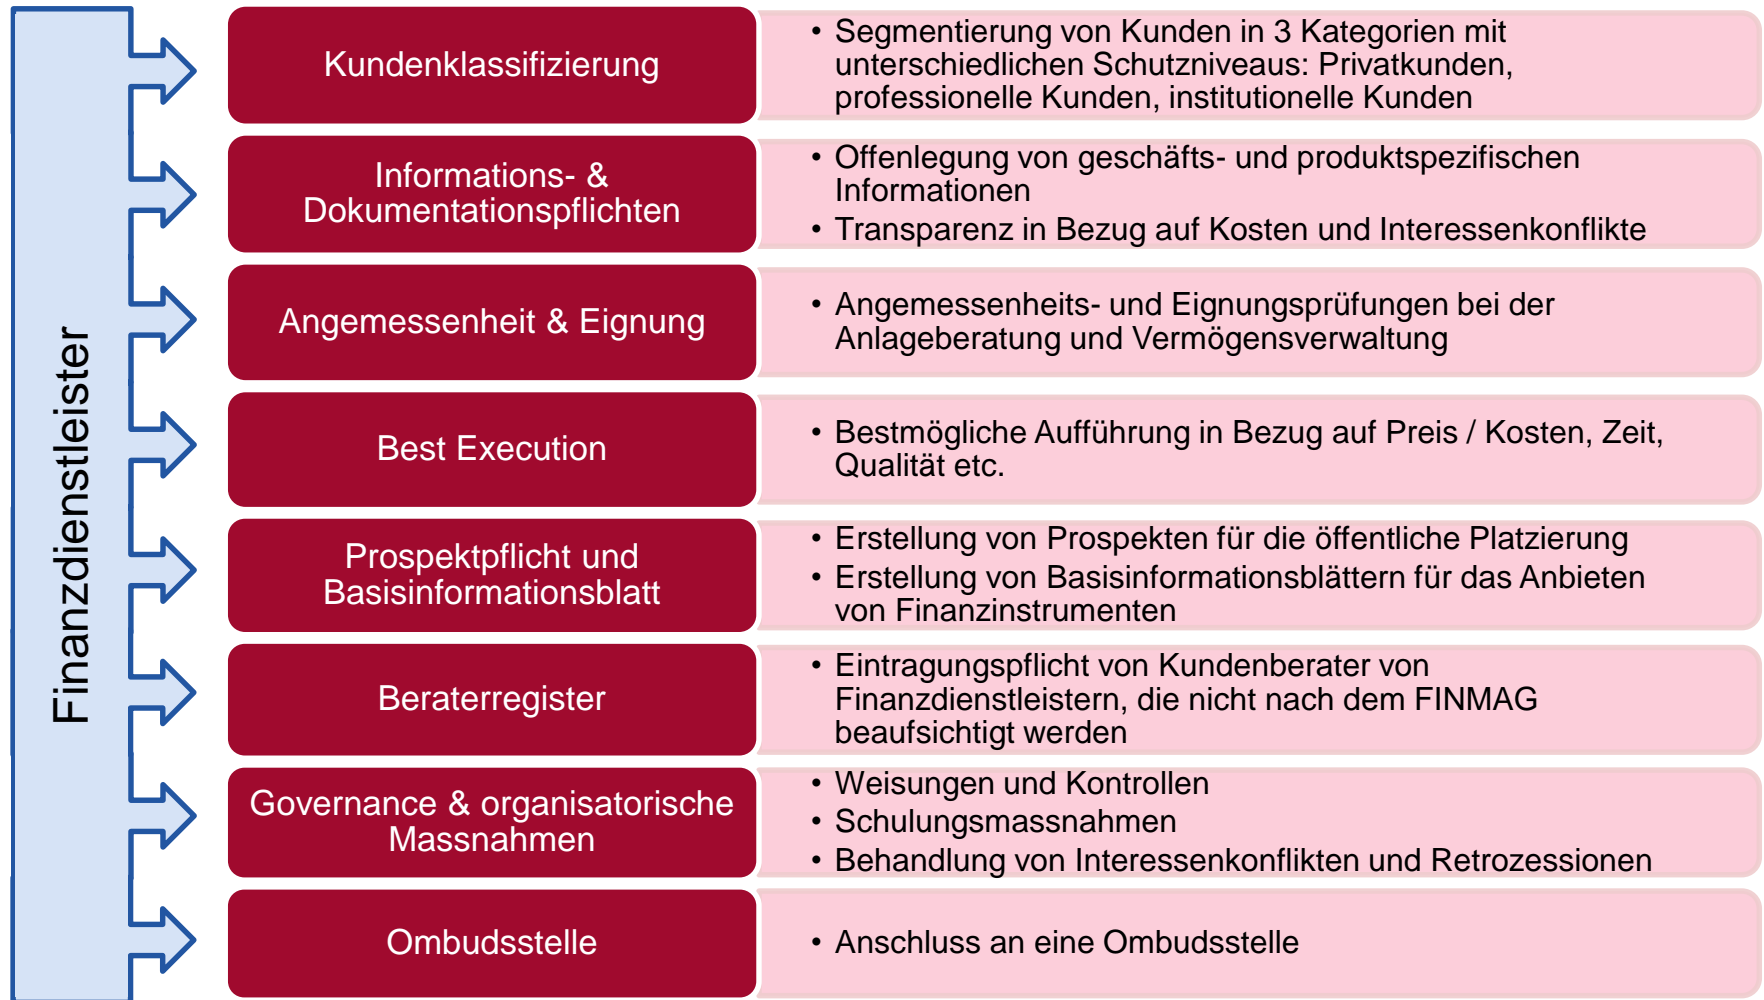 Finanzdienstleister
Kundenklassifizierung
• Segmentierung von Kunden in 3 Kategorien mit
unterschiedlichen Schutzniveaus: Privatkunden,
professionelle Kunden, institutionelle Kunden
Informations- &
Dokumentationspflichten
• Offenlegung von geschäfts- und produktspezifischen
Informationen
• Transparenz in Bezug auf Kosten und Interessenkonflikte
Angemessenheit & Eignung
• Angemessenheits- und Eignungsprüfungen bei der
Anlageberatung und Vermögensverwaltung
Best Execution
• Bestmögliche Aufführung in Bezug auf Preis / Kosten, Zeit,
Qualität etc.
Prospektpflicht und
Basisinformationsblatt
• Erstellung von Prospekten für die öffentliche Platzierung
• Erstellung von Basisinformationsblättern für das Anbieten
von Finanzinstrumenten
Beraterregister
• Eintragungspflicht von Kundenberater von
Finanzdienstleistern, die nicht nach dem FINMAG
beaufsichtigt werden
Governance & organisatorische
Massnahmen
• Weisungen und Kontrollen
• Schulungsmassnahmen
• Behandlung von Interessenkonflikten und Retrozessionen
Ombudsstelle
• Anschluss an eine Ombudsstelle